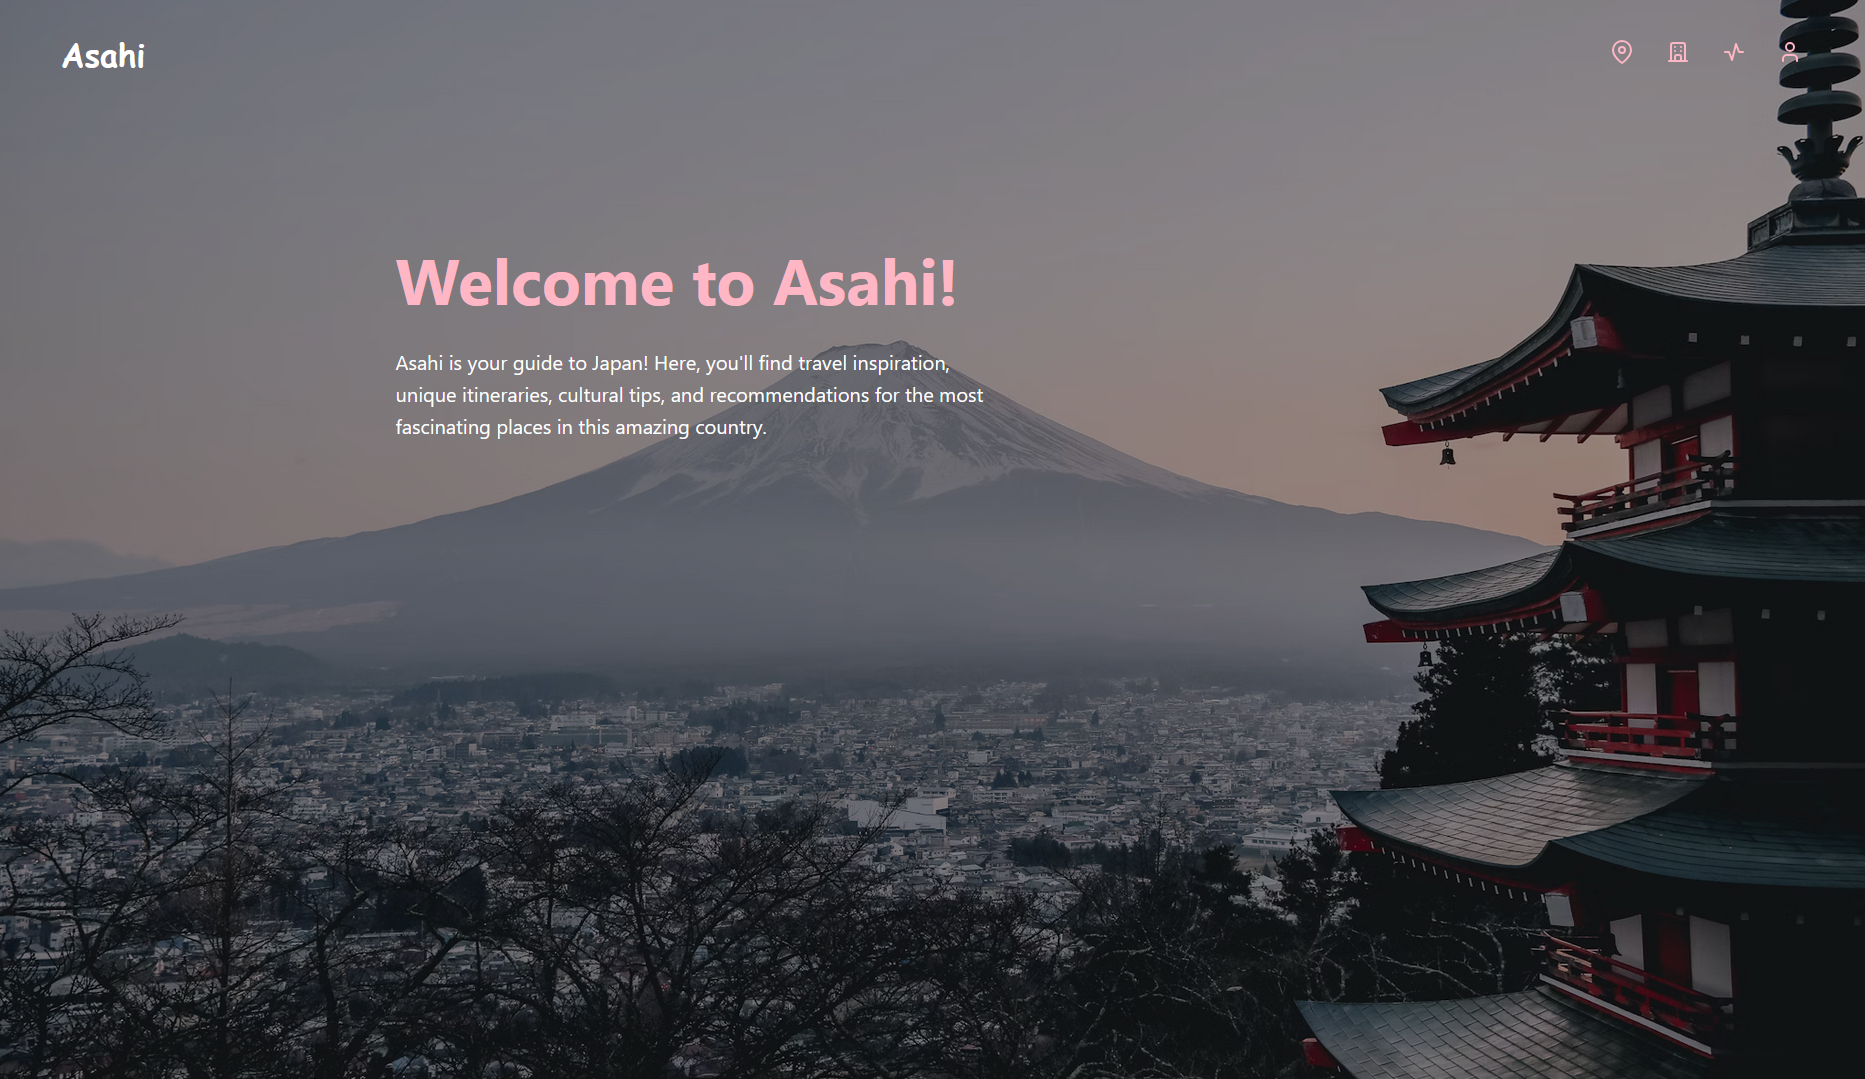 Asahi
Welcome to Asahi!
Asahi is your guide to Japan! Here, you'll find travel inspiration,
unique itineraries, cultural tips, and recommendations for the most
fascinating places in this amazing country.